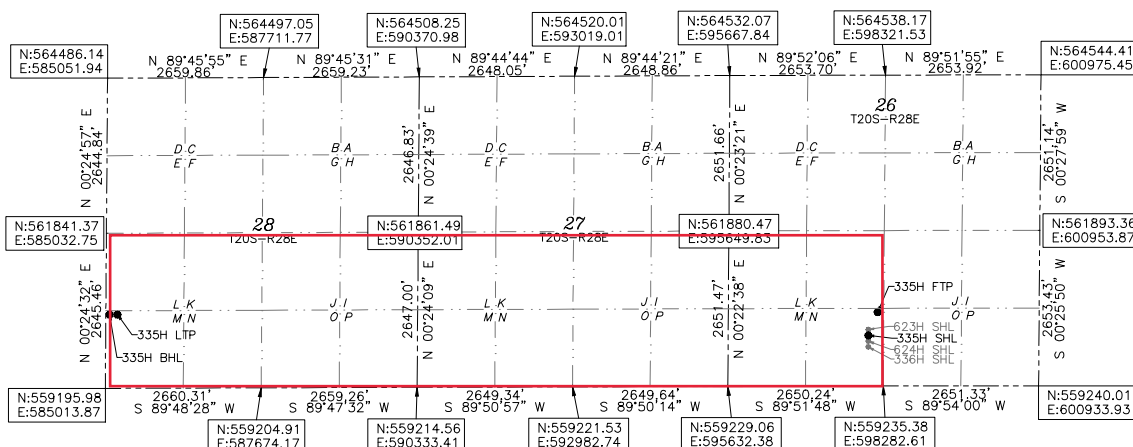 N:564497.05
E:587711.77
N:564508.25
E:590370.98
N:564520.01
E:593019.01
N:564532.07
E:595667.84
N:564538.17
E:598321.53
N:564486.14
E:585051.94
N 89°45'55" E
2659.86'
N 89°45'31" E
2659.23'
N 89°44'44" E
2648.05'
N 89°44'21" E
2648.86'
N 89°52'06" E
2653.70'
N 89°51'55" E
2653.92'
N:564544.41
E:600975.45
26
T20S-R28E
N 00°24'57" E
2644.84'
D C
E F
B A
G H
2646.83'
N 00°24'39" E
D C
E F
B A
G H
2651.66'
N 00°23'21" E
D C
E F
B A
G H
2651.14'
S 00°27'59" W
N:561841.37
E:585032.75
28
T20S-R28E
N:561861.49
E:590352.01
27
T20S-R28E
N:561880.47
E:595649.83
N:561893.36
E:600953.87
N 00°24'32" E
2645.46'
L K
M N
J I
O P
2647.00'
N 00°24'09" E
L K
M N
J I
O P
2651.47'
N 00°22'38" E
L K
M N
335H FTP
J I
O P
2653.43'
S 00°25'50" W
335H LTP
335H BHL
623H SHL
335H SHL
624H SHL
336H SHL
N:559195.98
E:585013.87
2660.31'
S 89°48'28" W
2659.26'
S 89°47'32" W
2649.34'
S 89°50'57" W
2649.64'
S 89°50'14" W
2650.24'
S 89°51'48" W
2651.33'
S 89°54'00" W
N:559240.01
E:600933.93
N:559204.91
E:587674.17
N:559214.56
E:590333.41
N:559221.53
E:592982.74
N:559229.06
E:595632.38
N:559235.38
E:598282.61